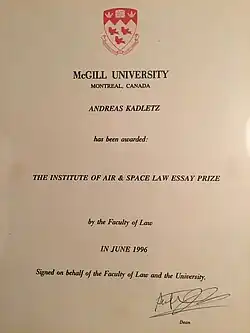 McGILL UNIVERSITY
MONTREAL, CANADA
ANDREAS KADLETZ
has been awarded:
THE INSTITUTE OF AIR & SPACE LAW ESSAY PRIZE
by the Faculty of Law
IN JUNE 1996
Signed on behalf of the Faculty of Law and the University,
Dean